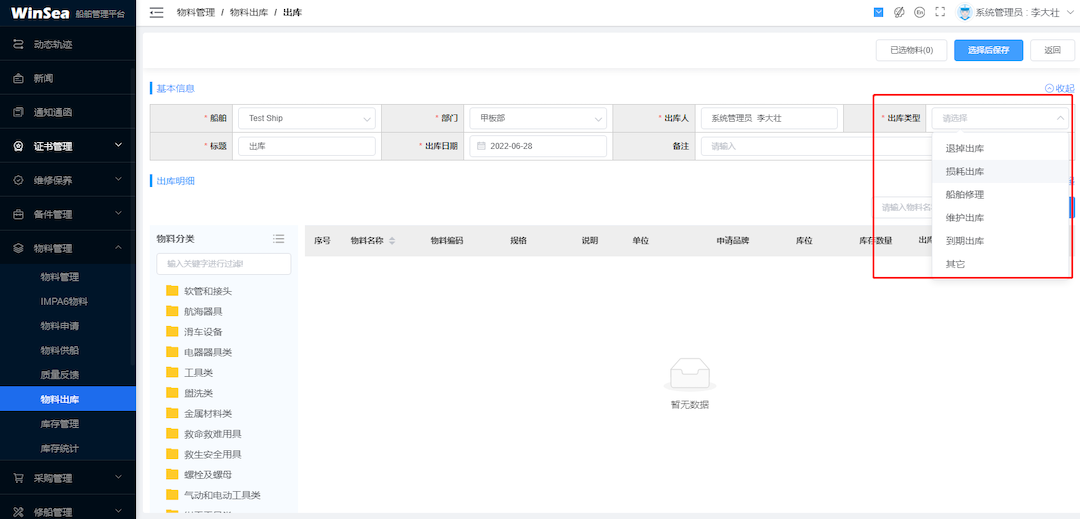 WinSea 船舶管理平台
物料管理 / 物料出库 / 出库
En 系统管理员 : 李大壮
动态轨迹
新闻
通知通函
证书管理
维修保养
备件管理
物料管理
物料管理
IMPA6物料
物料申请
物料供船
质量反馈
物料出库
库存管理
库存统计
采购管理
修船管理
已选物料(0) 选择后保存 返回
基本信息 收起
* 船舶 Test Ship * 部门 甲板部 * 出库人 系统管理员 李大壮 * 出库类型 请选择
* 标题 出库 * 出库日期 2022-06-28 备注 请输入
退掉出库
损耗出库
船舶修理
维护出库
到期出库
其它
出库明细
请输入物料名
物料分类
输入关键字进行过滤!
软管和接头
航海器具
滑车设备
电器器具类
工具类
盥洗类
金属材料类
救命救难用具
救生安全用具
螺栓及螺母
气动和电动工具类
序号 物料名称 物料编码 规格 说明 单位 申请品牌 库位 库存数量 出库
暂无数据